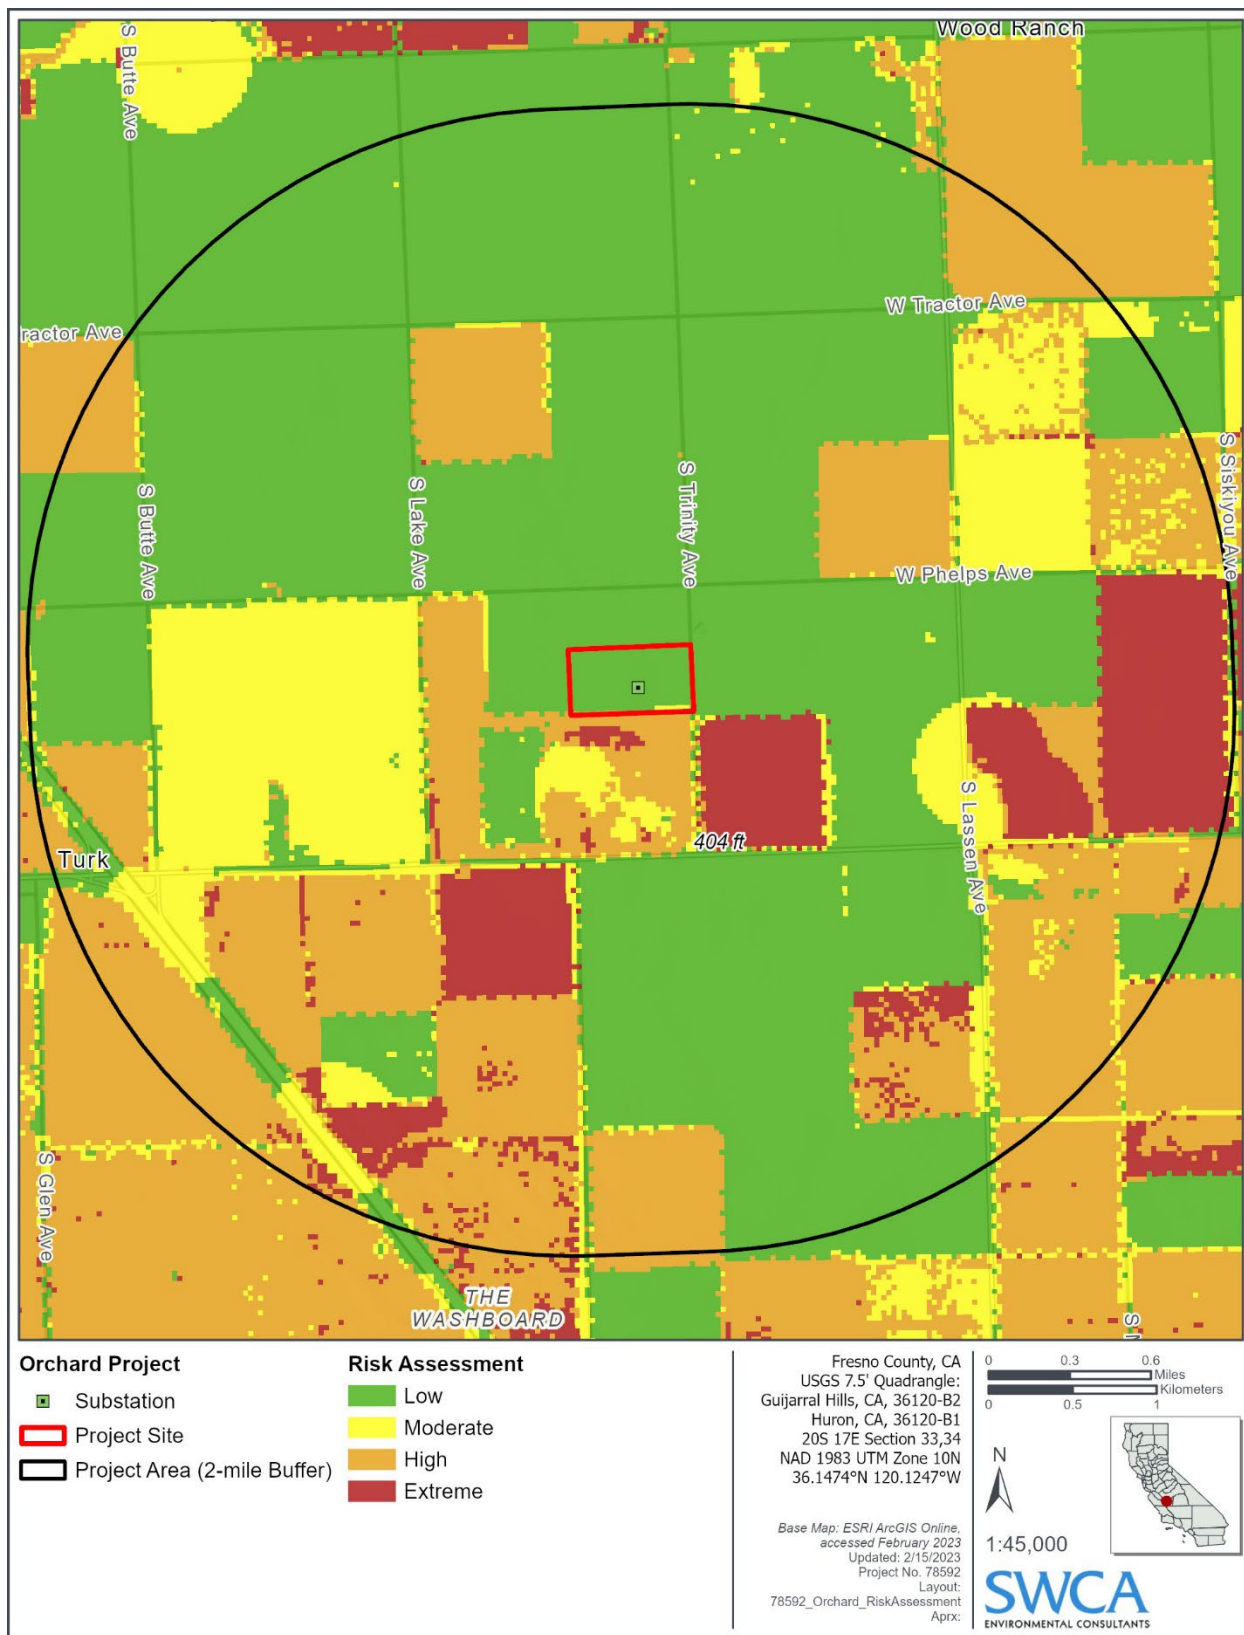 Wood Ranch
S Butte Ave
W Tractor Ave
ractor Ave
S Siskiyou Ave
S Trinity Ave
S Lake Ave
S Butte Ave
W Phelps Ave
S Lassen Ave
404 ft
Turk
S Glen Ave
THE
WASHBOARD
S
Orchard Project
Substation
Project Site
Project Area (2-mile Buffer)
Risk Assessment
Low
Moderate
High
Extreme
Fresno County, CA
USGS 7.5' Quadrangle:
Guijarral Hills, CA, 36120-B2
Huron, CA, 36120-B1
20S 17E Section 33,34
NAD 1983 UTM Zone 10N
36.1474°N 120.1247°W
Base Map: ESRI ArcGIS Online,
accessed February 2023
Updated: 2/15/2023
Project No. 78592
Layout:
78592_Orchard_RiskAssessment
Aprx:
0 0.3 0.6
Miles
Kilometers
0 0.5 1
N
1:45,000
SWCA
ENVIRONMENTAL CONSULTANTS